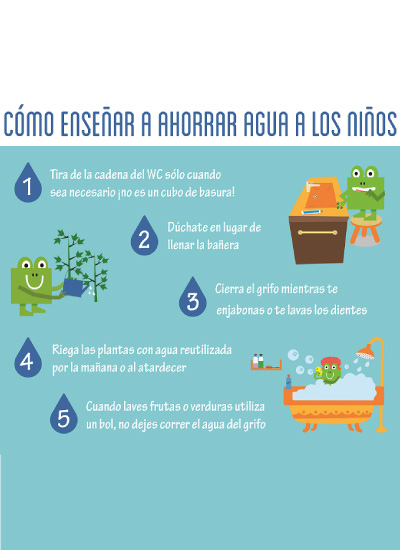 CÓMO ENSEÑAR A AHORRAR AGUA A LOS NIÑOS
1
Tira de la cadena del WC sólo cuando
sea necesario ¡no es un cubo de basura!
2
Dúchate en lugar de
llenar la bañera
3
Cierra el grifo mientras te
enjabonas o te lavas los dientes
4
Riega las plantas con agua reutilizada
por la mañana o al atardecer
5
Cuando laves frutas o verduras utiliza
un bol, no dejes correr el agua del grifo